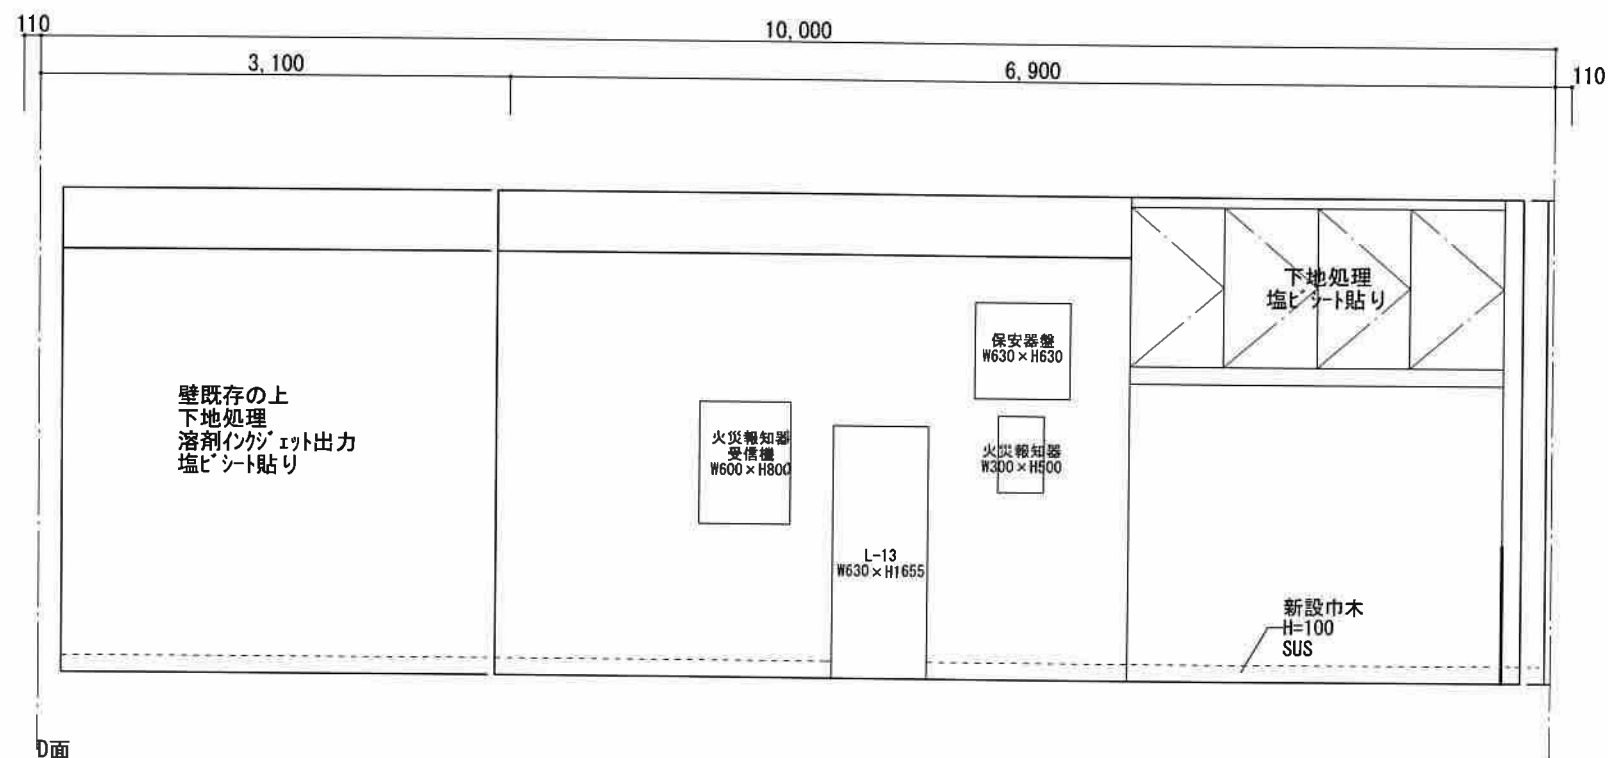 110
10,000
3,100
6,900
110
下地処理
塩ビシート貼り
保安器盤
W630×H630
壁既存の上
下地処理
溶剤インクジェット出力
塩ビシート貼り
火災報知器
受信機
W600×H800
火災報知器
W300×H500
L-13
W630×H1655
新設巾木
H=100
SUS
D面